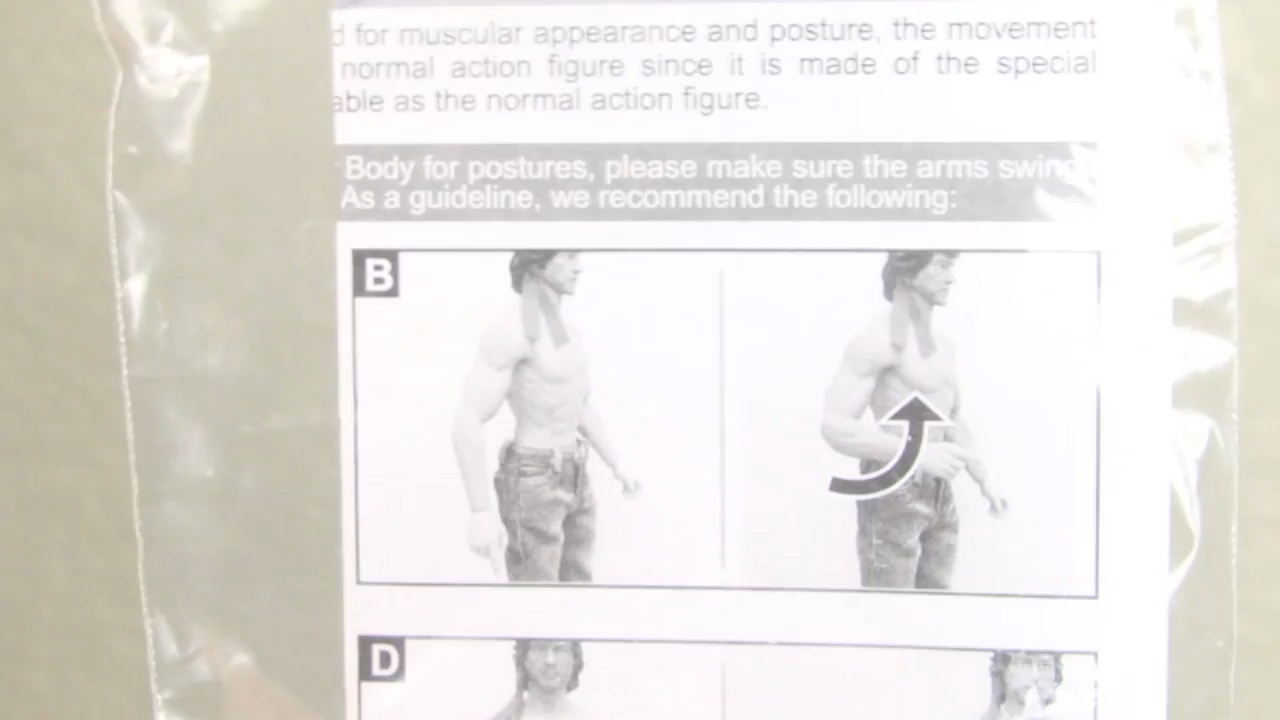 d for muscular appearance and posture, the movement
normal action figure since it is made of the special
able as the normal action figure.
Body for postures, please make sure the arms swing
As a guideline, we recommend the following:
B
D